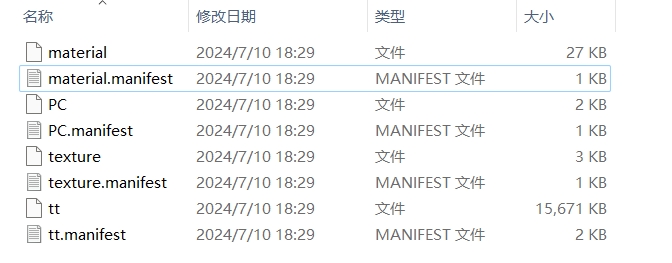 名称 修改日期 类型 大小
material 2024/7/10 18:29 文件 27 KB
material.manifest 2024/7/10 18:29 MANIFEST 文件 1 KB
PC 2024/7/10 18:29 文件 2 KB
PC.manifest 2024/7/10 18:29 MANIFEST 文件 1 KB
texture 2024/7/10 18:29 文件 3 KB
texture.manifest 2024/7/10 18:29 MANIFEST 文件 1 KB
tt 2024/7/10 18:29 文件 15,671 KB
tt.manifest 2024/7/10 18:29 MANIFEST 文件 2 KB